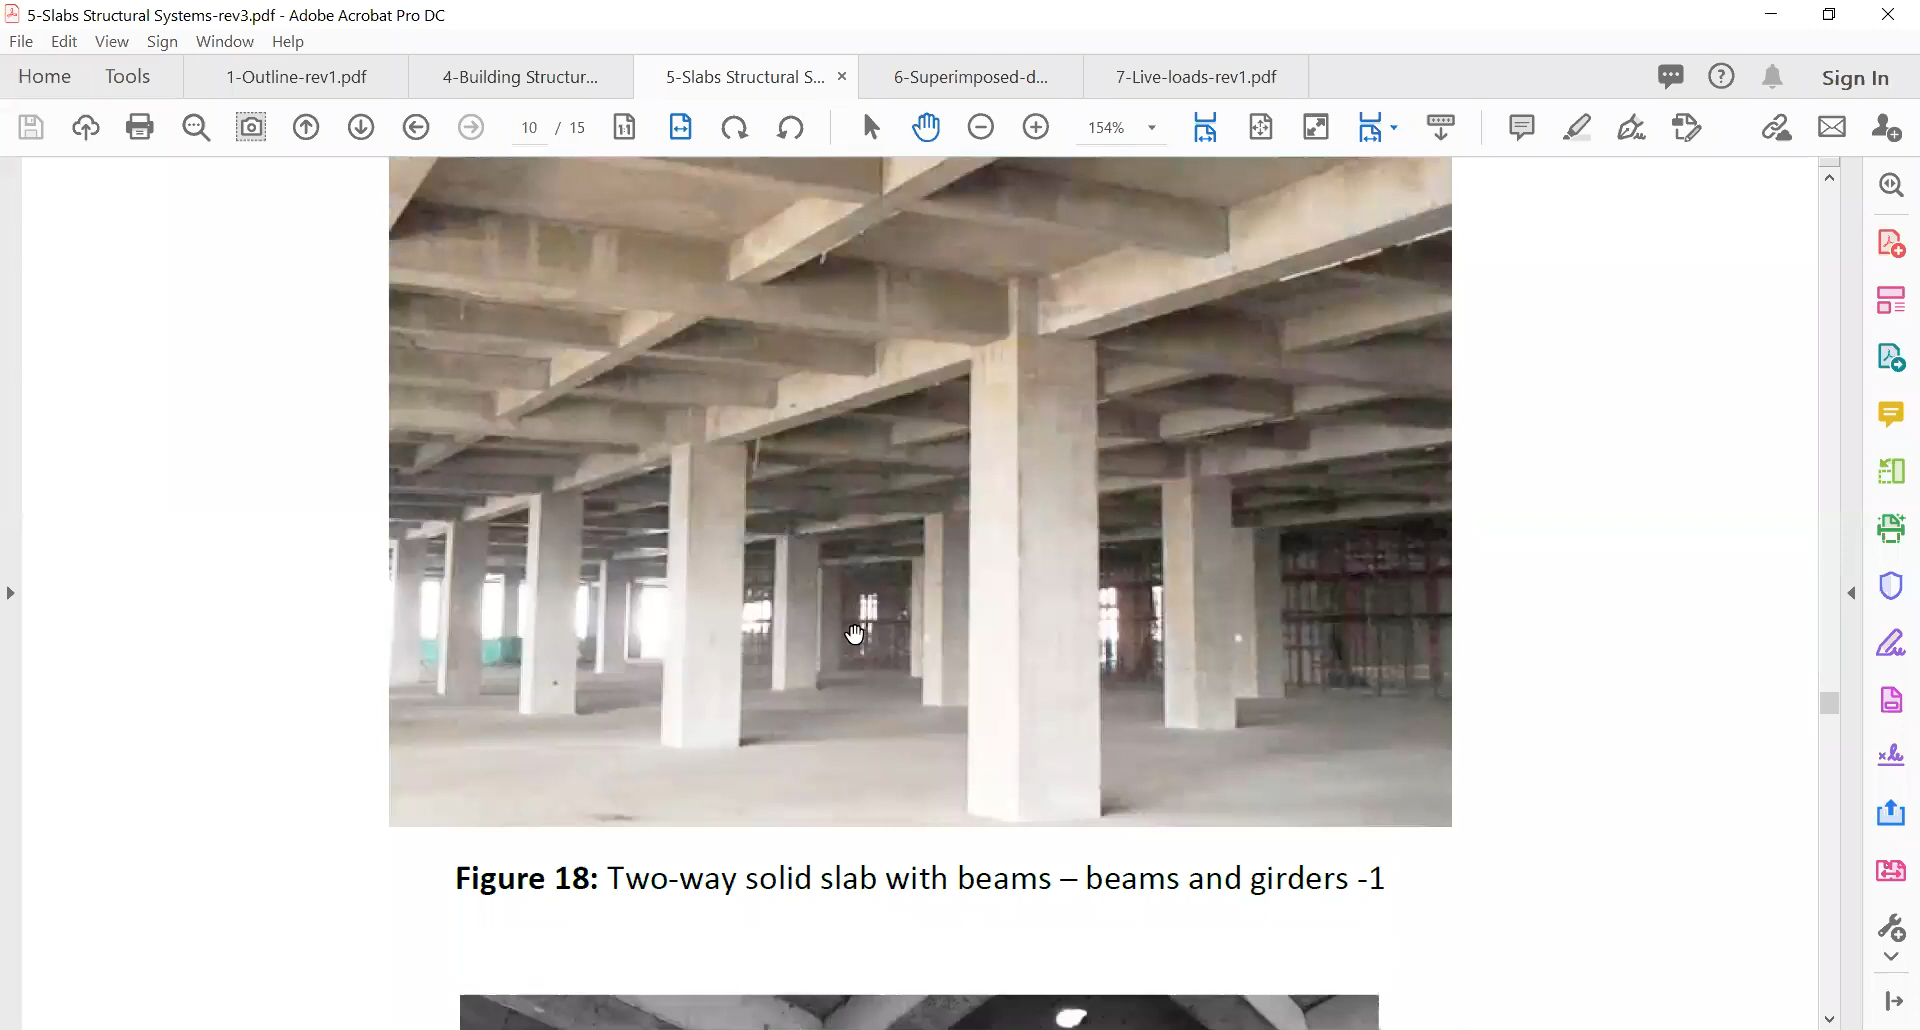 5-Slabs Structural Systems-rev3.pdf - Adobe Acrobat Pro DC
File Edit View Sign Window Help
Home Tools 1-Outline-rev1.pdf 4-Building Structur... 5-Slabs Structural S... × 6-Superimposed-d... 7-Live-loads-rev1.pdf Sign In
10 / 15 154%
Figure 18: Two-way solid slab with beams – beams and girders -1